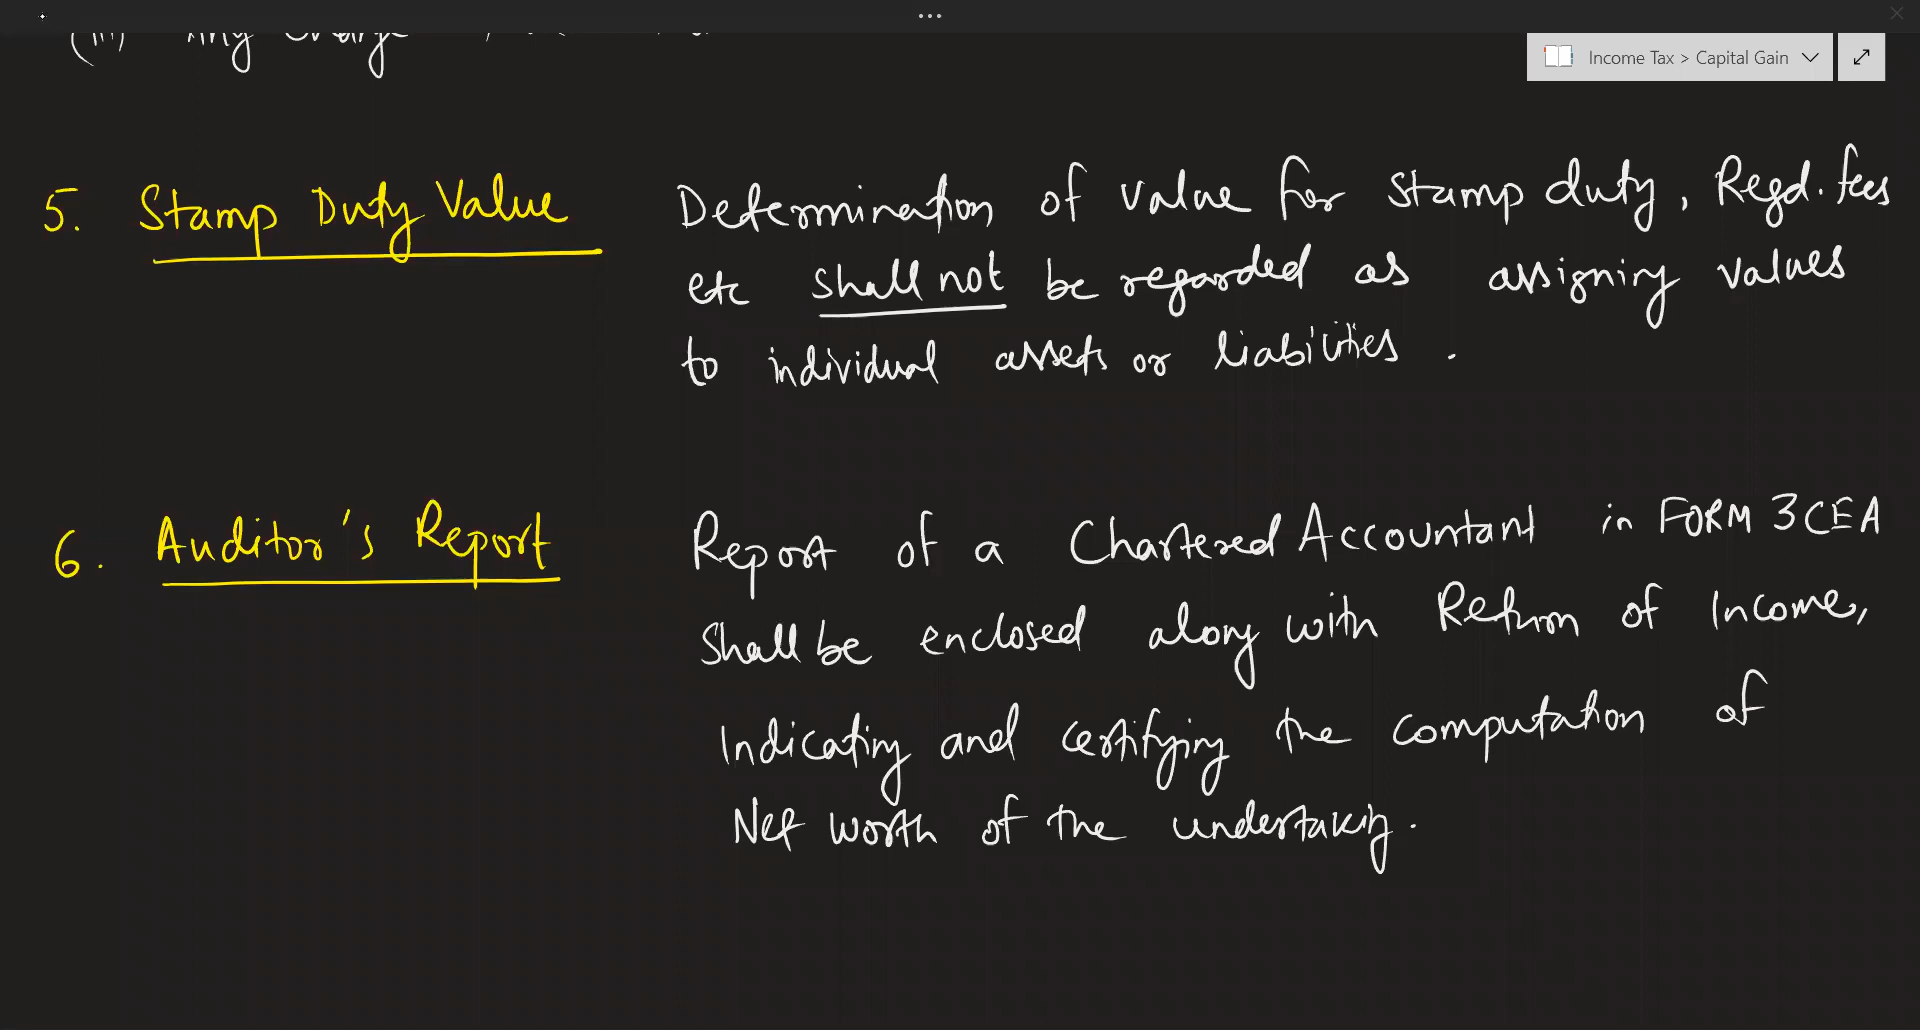 (iii) Any charge
Income Tax > Capital Gain
5. Stamp Duty Value Determination of value for stamp duty, Regd. fees
etc shall not be regarded as assigning values
to individual assets or liabilities.
6. Auditor's Report Report of a Chartered Accountant in FORM 3CEA
Shall be enclosed along with Return of Income,
Indicating and certifying the computation of
Net worth of the undertaking.